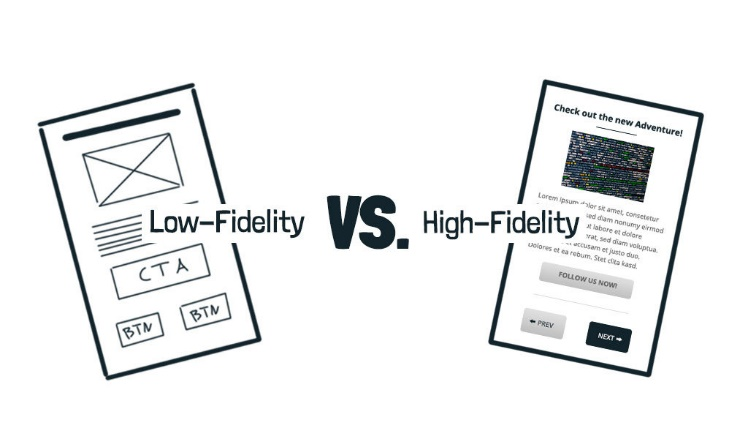 Low-Fidelity
VS.
High-Fidelity
CTA
BTN
BTN
Check out the new Adventure!
Lorem ipsum dolor sit amet, consetetur
sed diam nonumy eirmod
ut labore et dolore
erat, sed diam voluptua.
accusam et justo duo.
Dolores et ea rebum. Stet clita kasd.
FOLLOW US NOW!
⬅ PREV
NEXT ➡